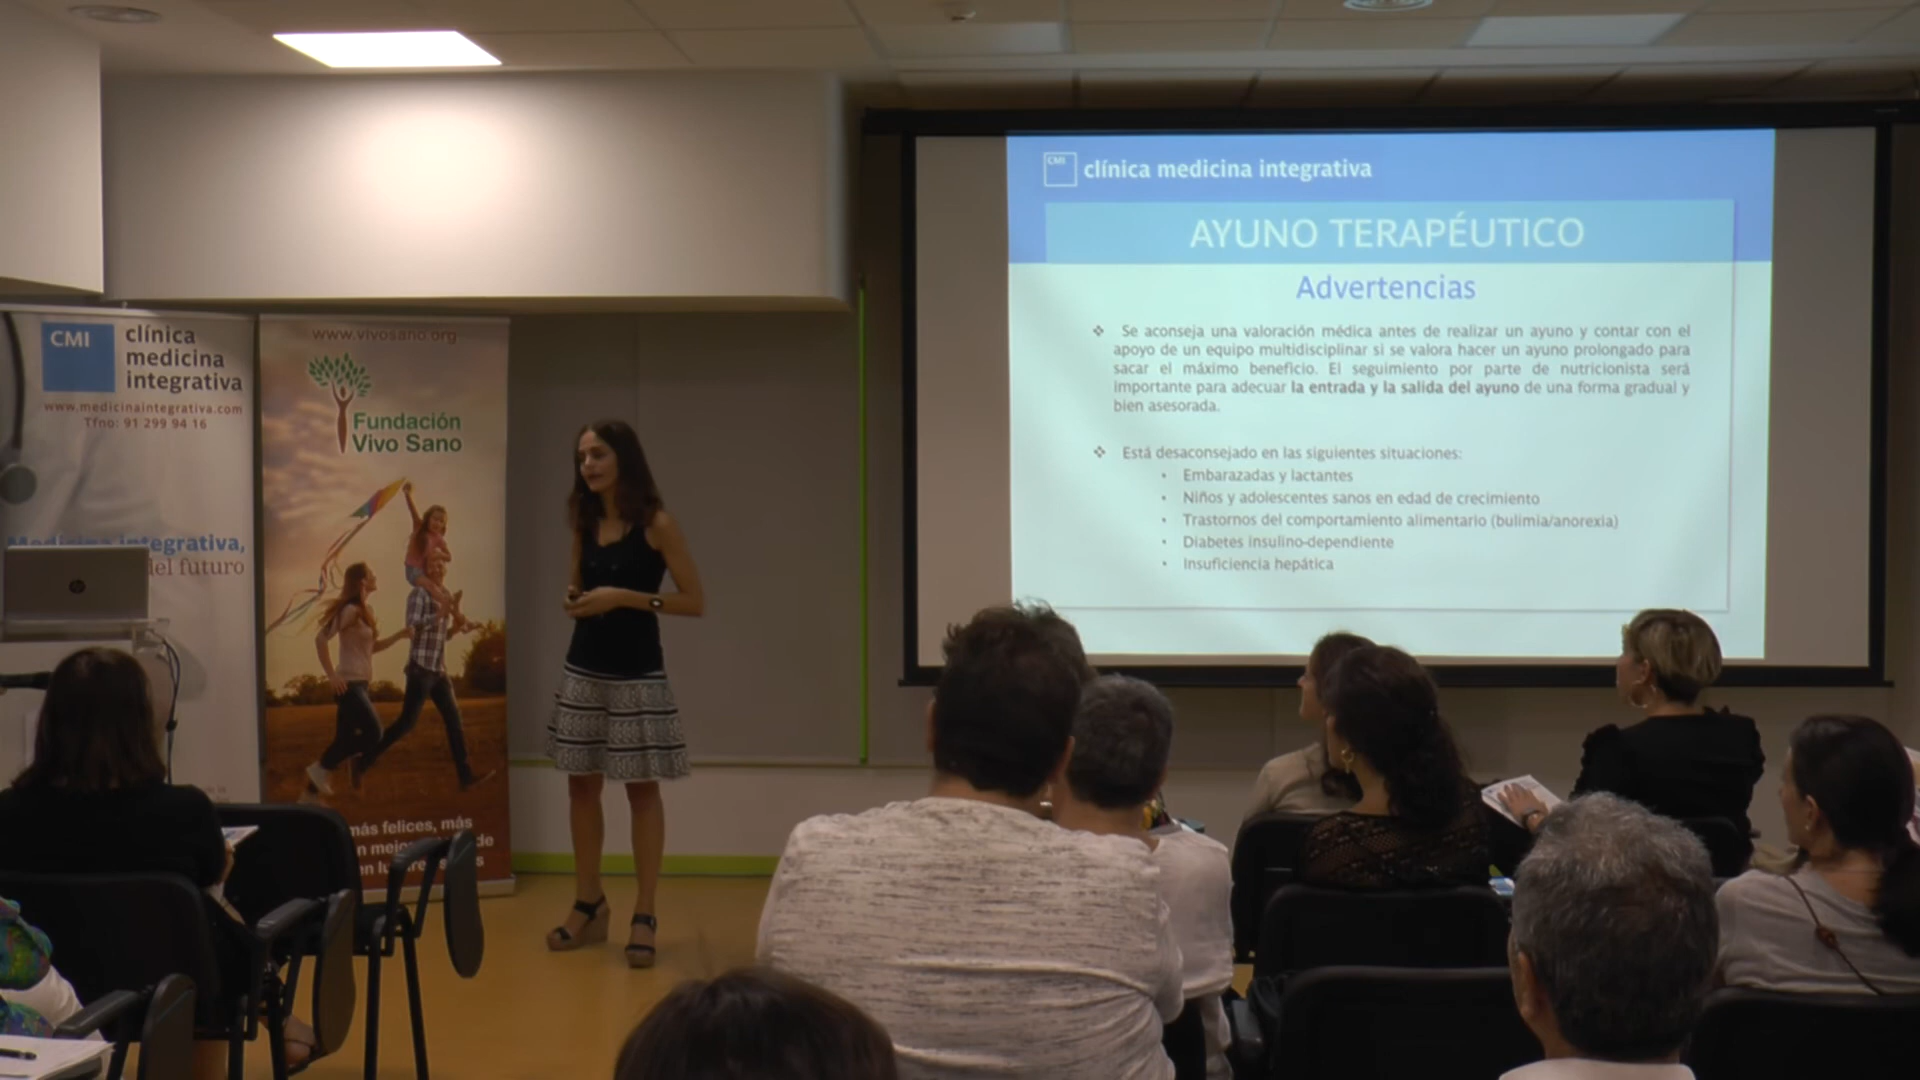 CMI
clínica medicina integrativa
AYUNO TERAPÉUTICO
Advertencias
❖ Se aconseja una valoración médica antes de realizar un ayuno y contar con el
apoyo de un equipo multidisciplinar si se valora hacer un ayuno prolongado para
sacar el máximo beneficio. El seguimiento por parte de nutricionista será
importante para adecuar la entrada y la salida del ayuno de una forma gradual y
bien asesorada.
❖ Está desaconsejado en las siguientes situaciones:
• Embarazadas y lactantes
• Niños y adolescentes sanos en edad de crecimiento
• Trastornos del comportamiento alimentario (bulimia/anorexia)
• Diabetes insulino-dependiente
• Insuficiencia hepática
CMI
clínica
medicina
integrativa
www.medicinaintegrativa.com
Tfno: 91 299 94 16
Medicina integrativa,
del futuro
www.vivosano.org
Fundación
Vivo Sano
más felices, más
de